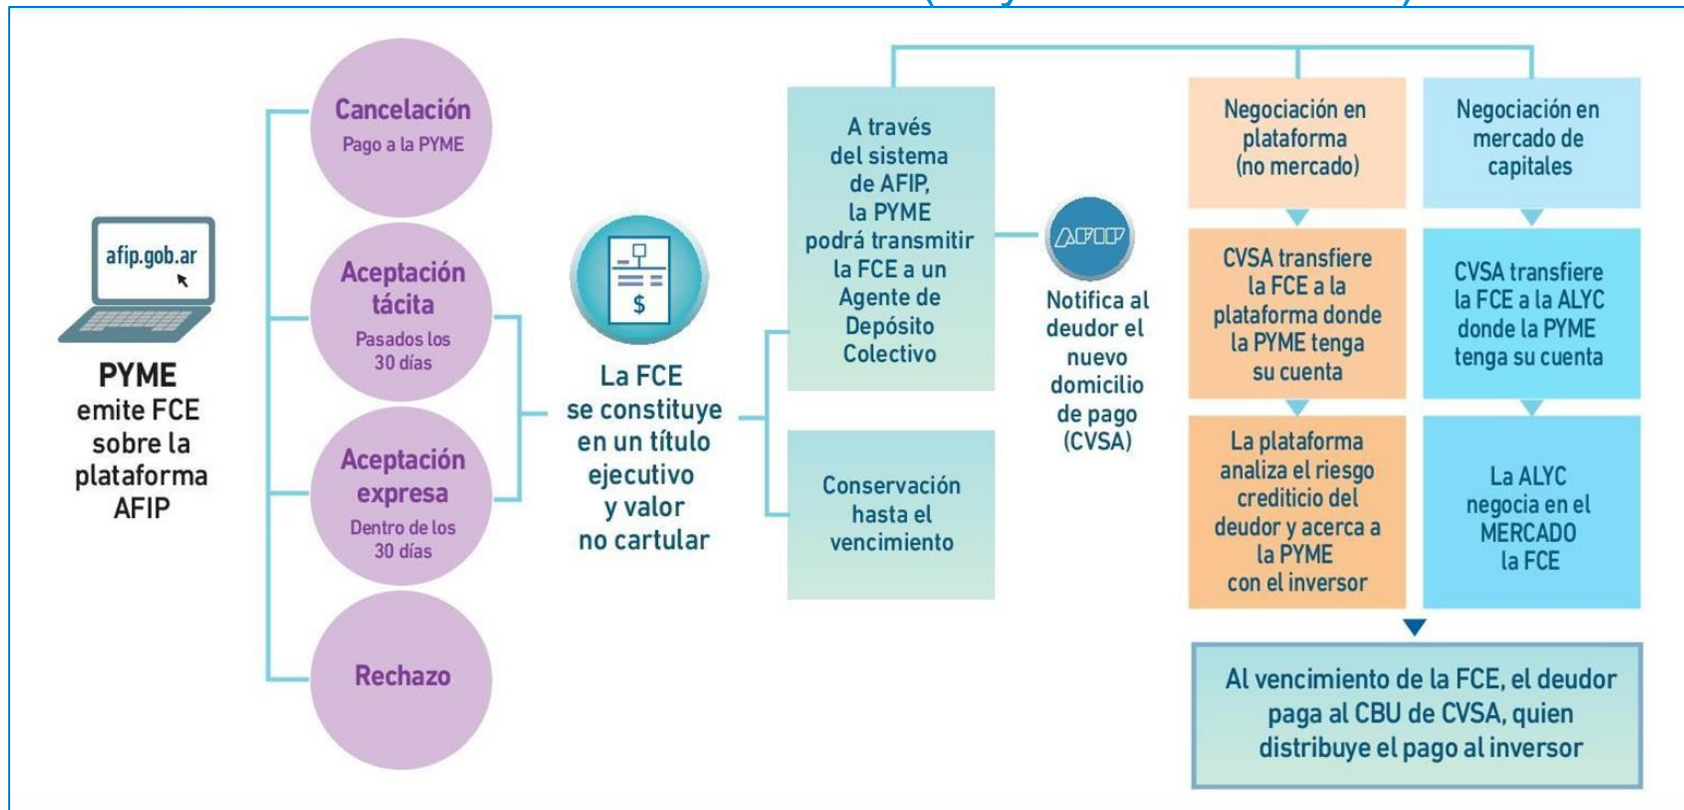 afip.gob.ar
PYME
emite FCE
sobre la
plataforma
AFIP
Cancelación
Pago a la PYME
Aceptación
tácita
Pasados los
30 días
Aceptación
expresa
Dentro de los
30 días
Rechazo
$
La FCE
se constituye
en un título
ejecutivo
y valor
no cartular
A través
del sistema
de AFIP,
la PYME
podrá transmitir
la FCE a un
Agente de
Depósito
Colectivo
Conservación
hasta el
vencimiento
AFIP
Notifica al
deudor el
nuevo
domicilio
de pago
(CVSA)
Negociación en
plataforma
(no mercado)
CVSA transfiere
la FCE a la
plataforma donde
la PYME tenga
su cuenta
La plataforma
analiza el riesgo
crediticio del
deudor y acerca a
la PYME
con el inversor
Negociación en
mercado de
capitales
CVSA transfiere
la FCE a la ALYC
donde la PYME
tenga su cuenta
La ALYC
negocia en el
MERCADO
la FCE
Al vencimiento de la FCE, el deudor
paga al CBU de CVSA, quien
distribuye el pago al inversor